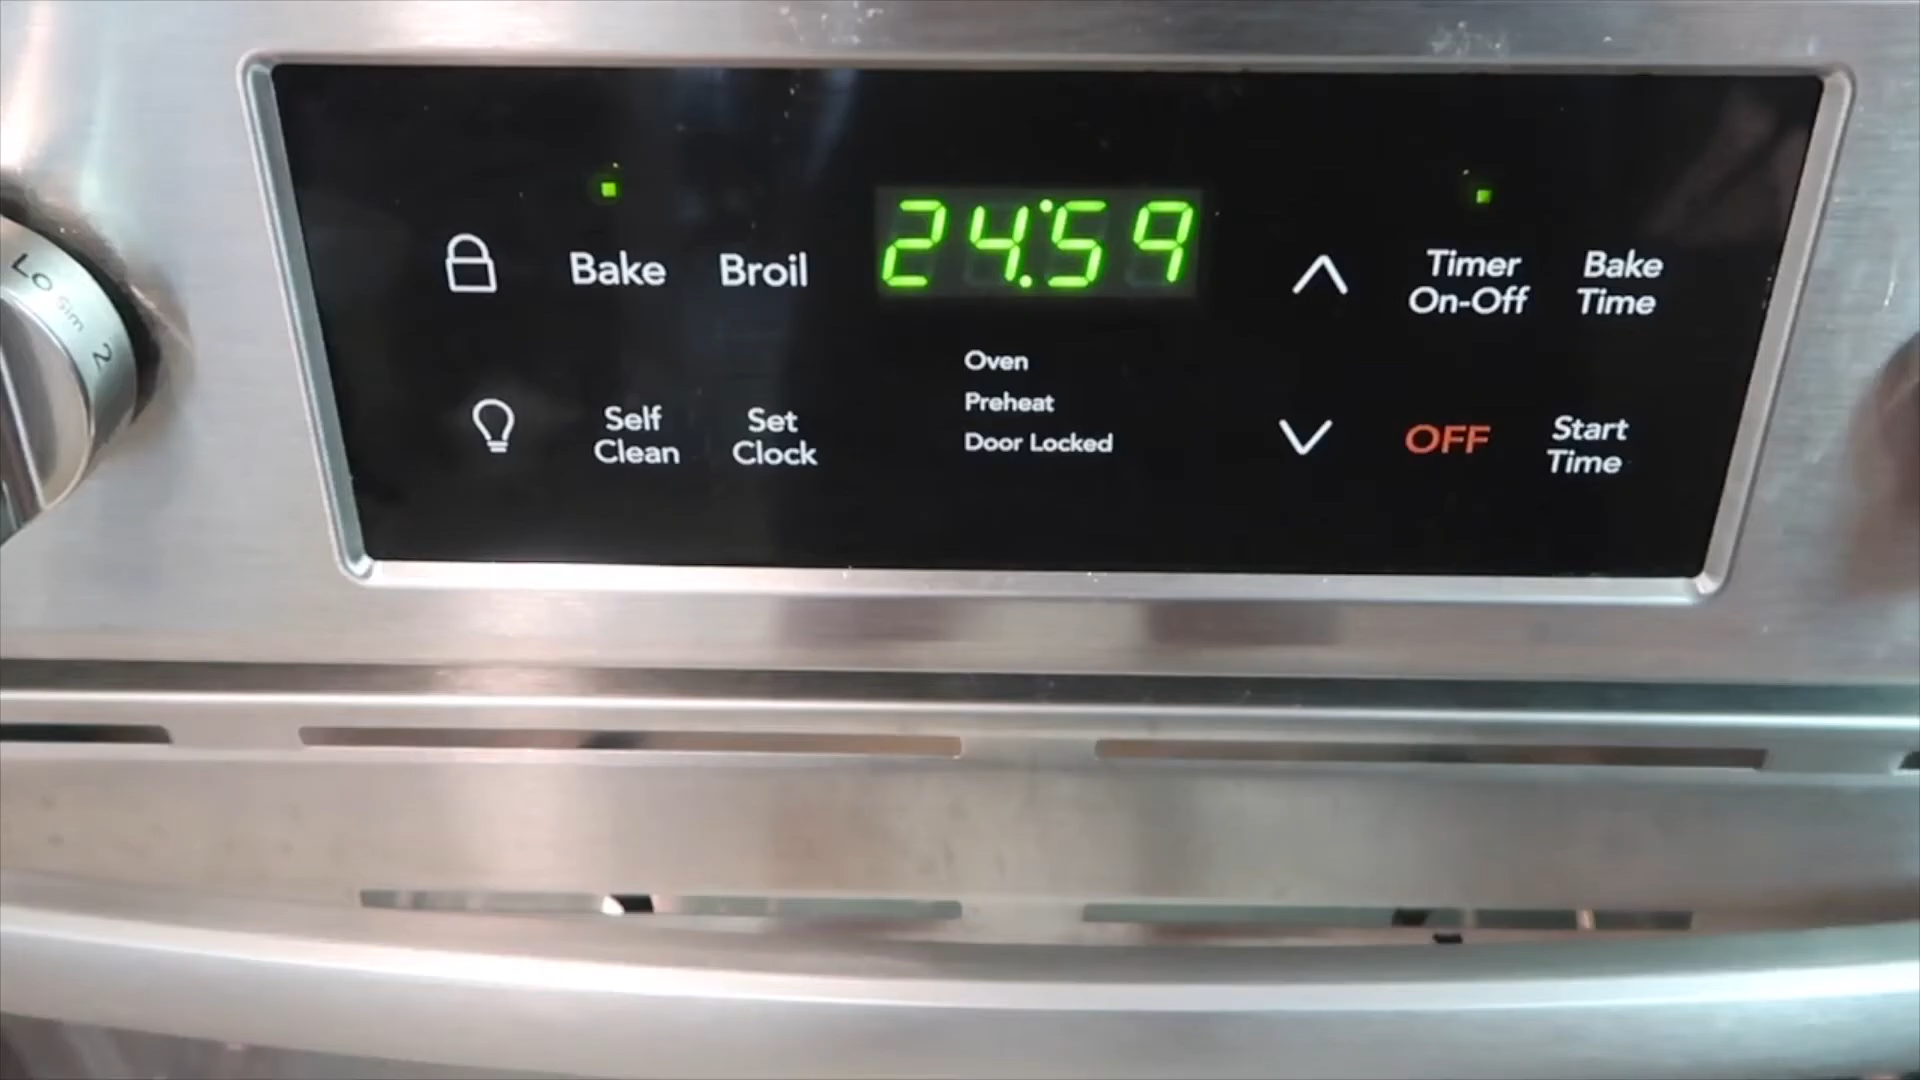 LO
Sim
2
Bake
Broil
24:59
Timer
On-Off
Bake
Time
Oven
Preheat
Door Locked
Self
Clean
Set
Clock
OFF
Start
Time